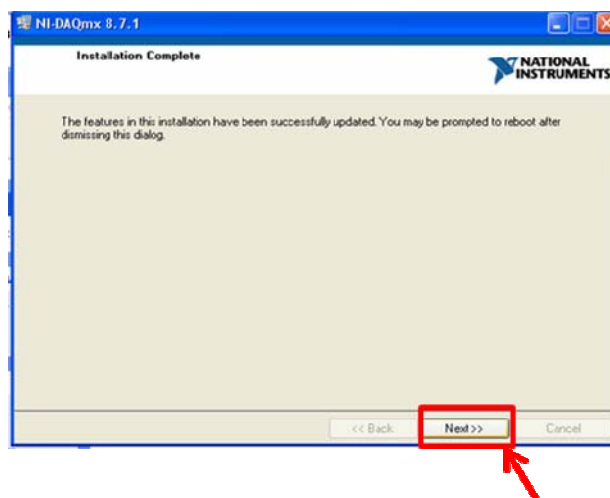 NI-DAQmx 8.7.1
Installation Complete
NATIONAL
INSTRUMENTS
The features in this installation have been successfully updated. You may be prompted to reboot after
dismissing this dialog.
<< Back
Next >>
Cancel